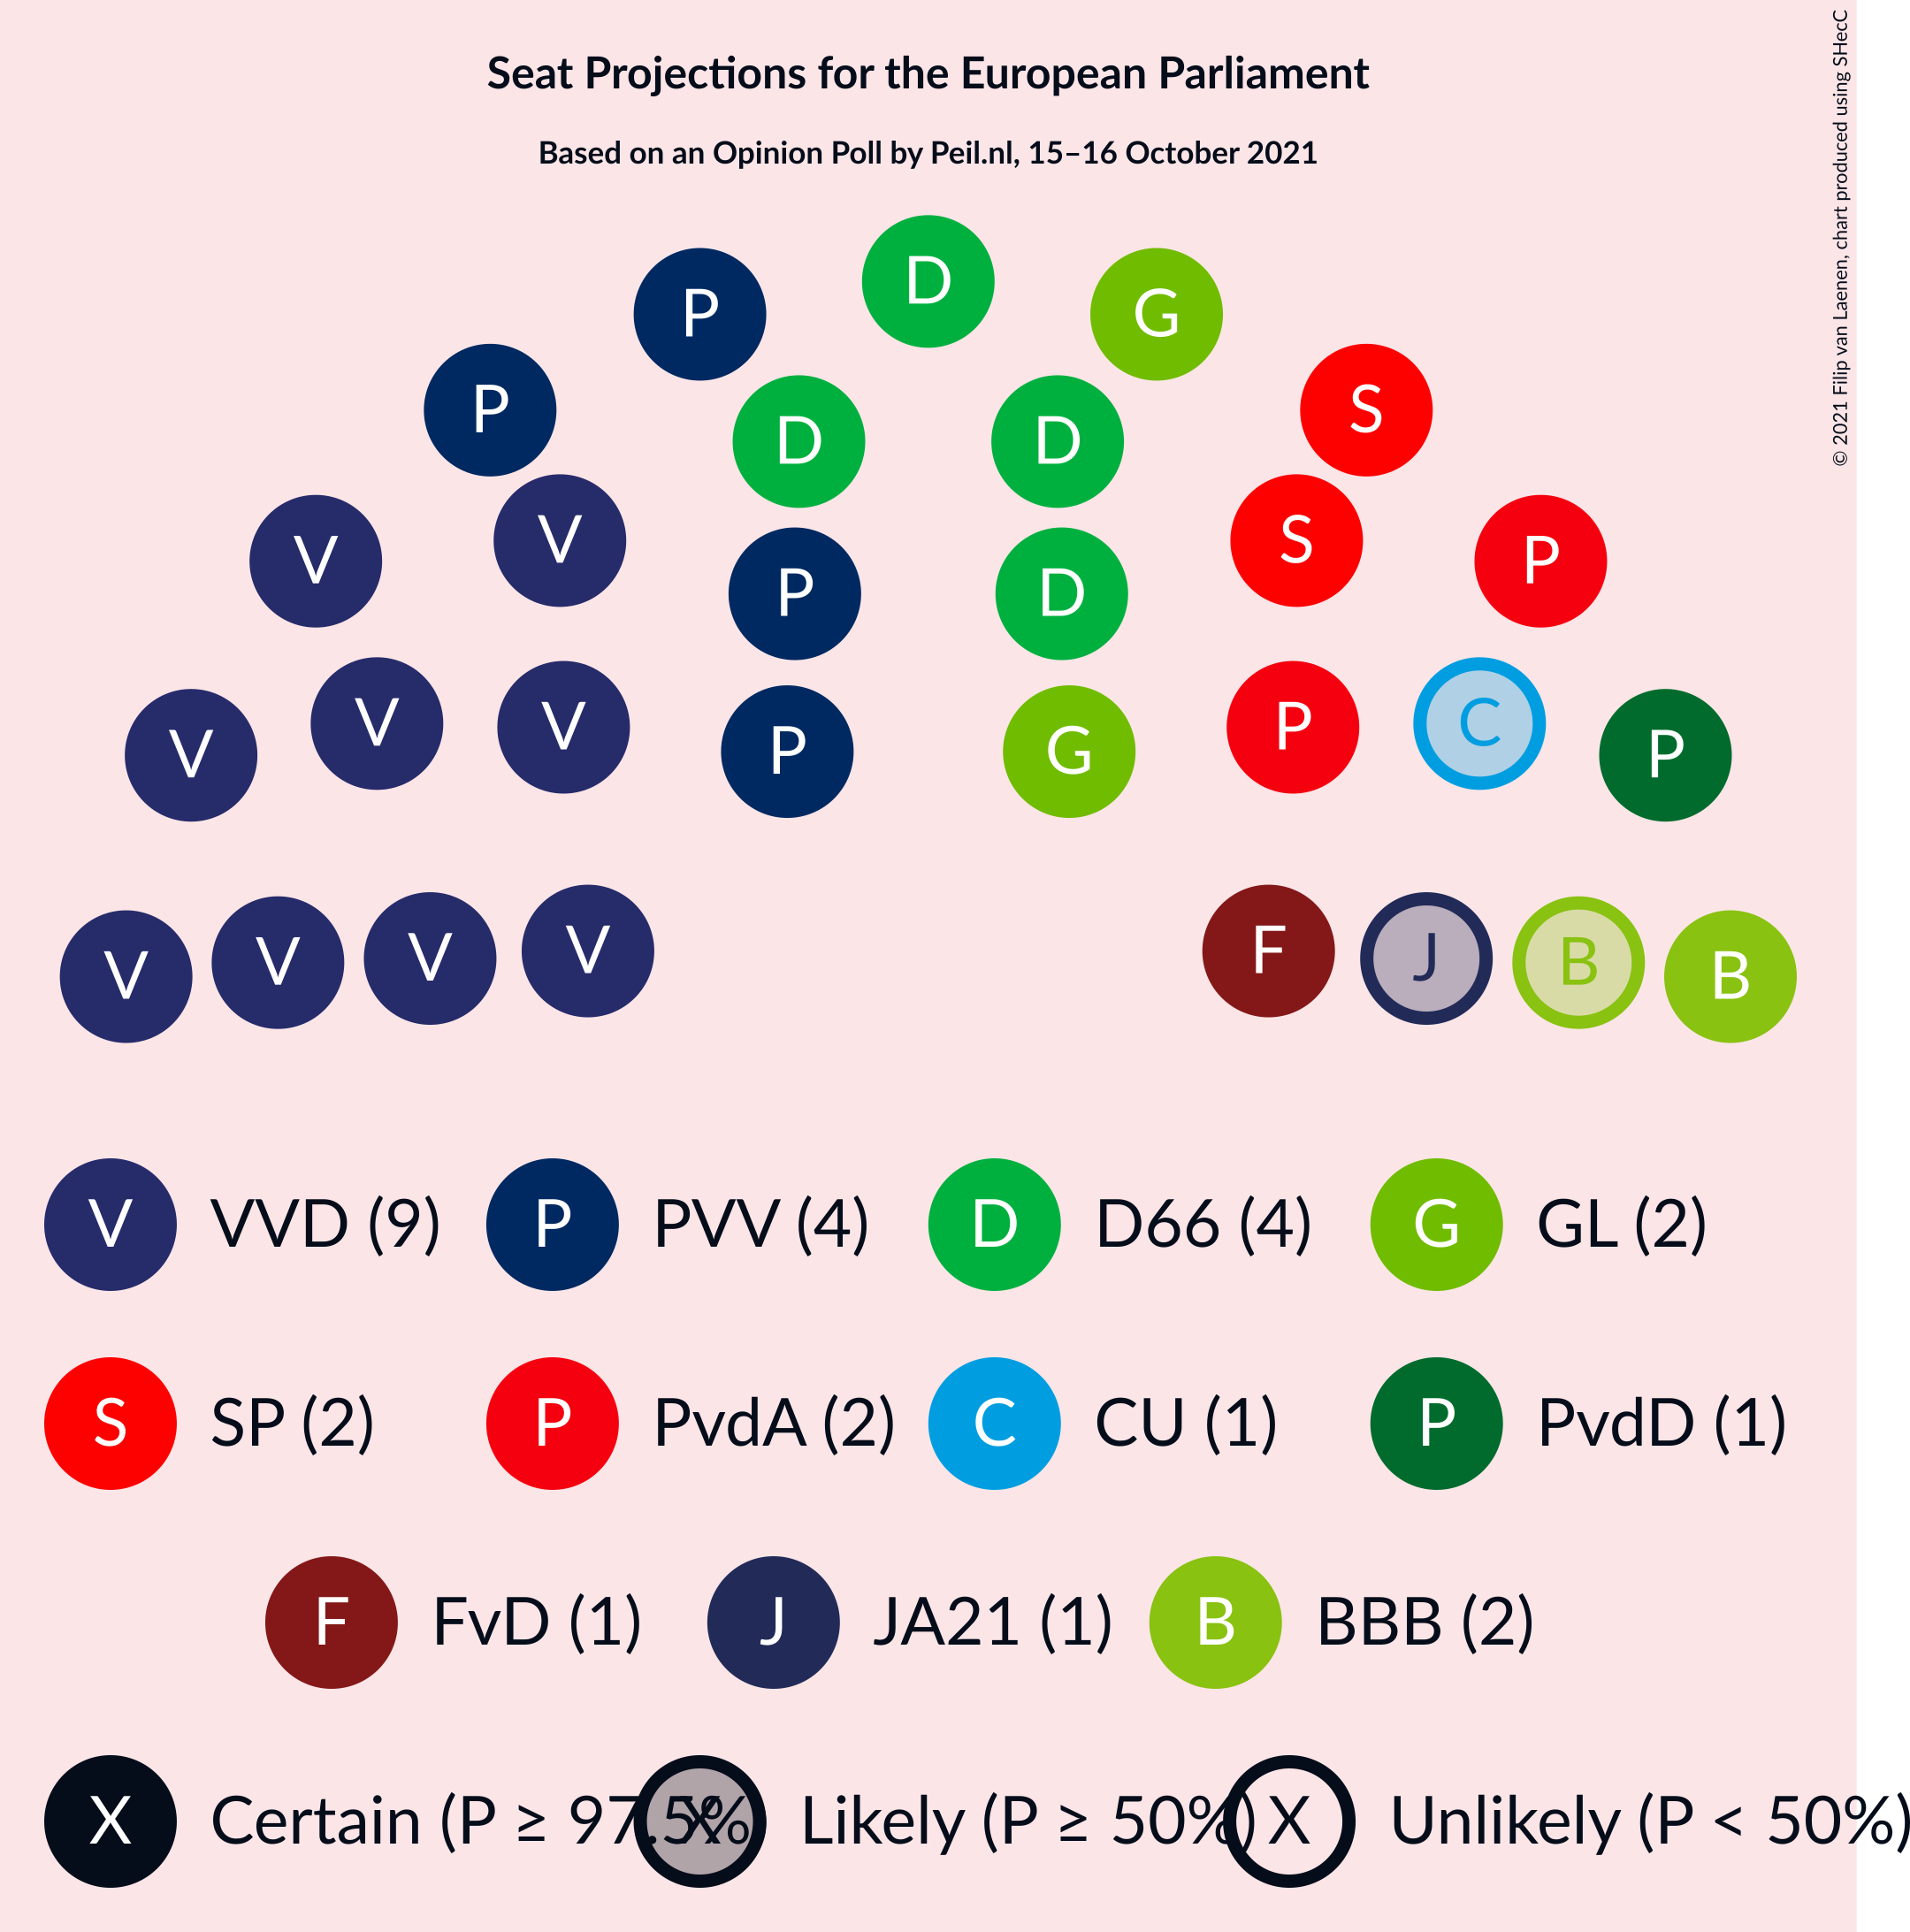 Seat Projections for the European Parliament
Based on an Opinion Poll by Peil.nl, 15–16 October 2021
© 2021 Filip van Laenen, chart produced using SHecC
D
P G
P S
D D
V V S P
P D
V V V P C P
P G
V V V V F J B B
V VVD (9) P PVV (4) D D66 (4) G GL (2)
S SP (2) P PvdA (2) C CU (1) P PvdD (1)
F FvD (1) J JA21 (1) B BBB (2)
X Certain (P ≥ 97.5% X Likely (P ≥ 50%) X Unlikely (P < 50%)